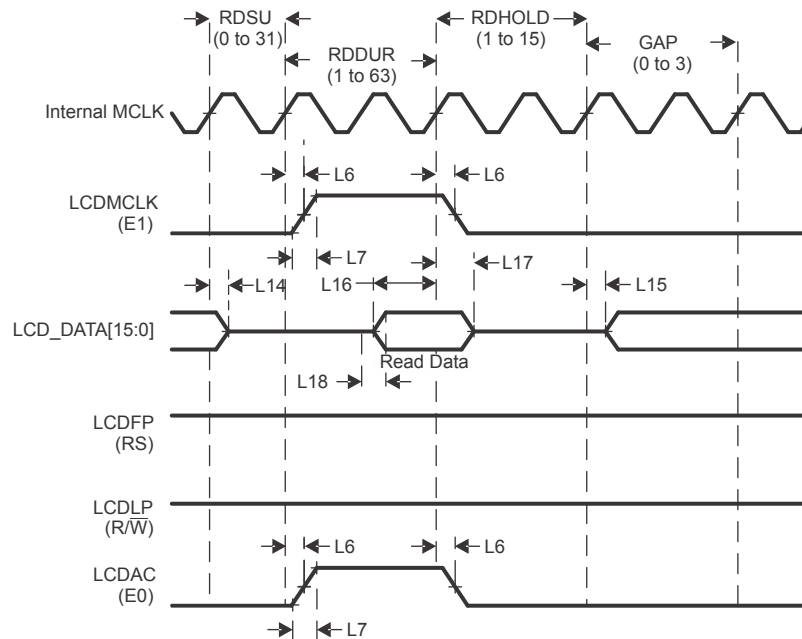 RDSU
(0 to 31)
RDHOLD
(1 to 15)
GAP
(0 to 3)
RDDUR
(1 to 63)
Internal MCLK
L6
L6
LCDMCLK
(E1)
L7
L17
L14
L16
L15
LCD_DATA[15:0]
Read Data
L18
LCDFP
(RS)
LCDLP
(R/W̅)
L6
L6
LCDAC
(E0)
L7